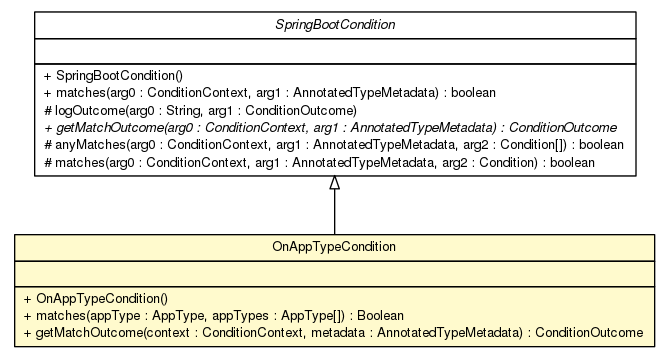 SpringBootCondition
+ SpringBootCondition()
+ matches(arg0 : ConditionContext, arg1 : AnnotatedTypeMetadata) : boolean
# logOutcome(arg0 : String, arg1 : ConditionOutcome)
+ getMatchOutcome(arg0 : ConditionContext, arg1 : AnnotatedTypeMetadata) : ConditionOutcome
# anyMatches(arg0 : ConditionContext, arg1 : AnnotatedTypeMetadata, arg2 : Condition[]) : boolean
# matches(arg0 : ConditionContext, arg1 : AnnotatedTypeMetadata, arg2 : Condition) : boolean
OnAppTypeCondition
+ OnAppTypeCondition()
+ matches(appType : AppType, appTypes : AppType[]) : Boolean
+ getMatchOutcome(context : ConditionContext, metadata : AnnotatedTypeMetadata) : ConditionOutcome